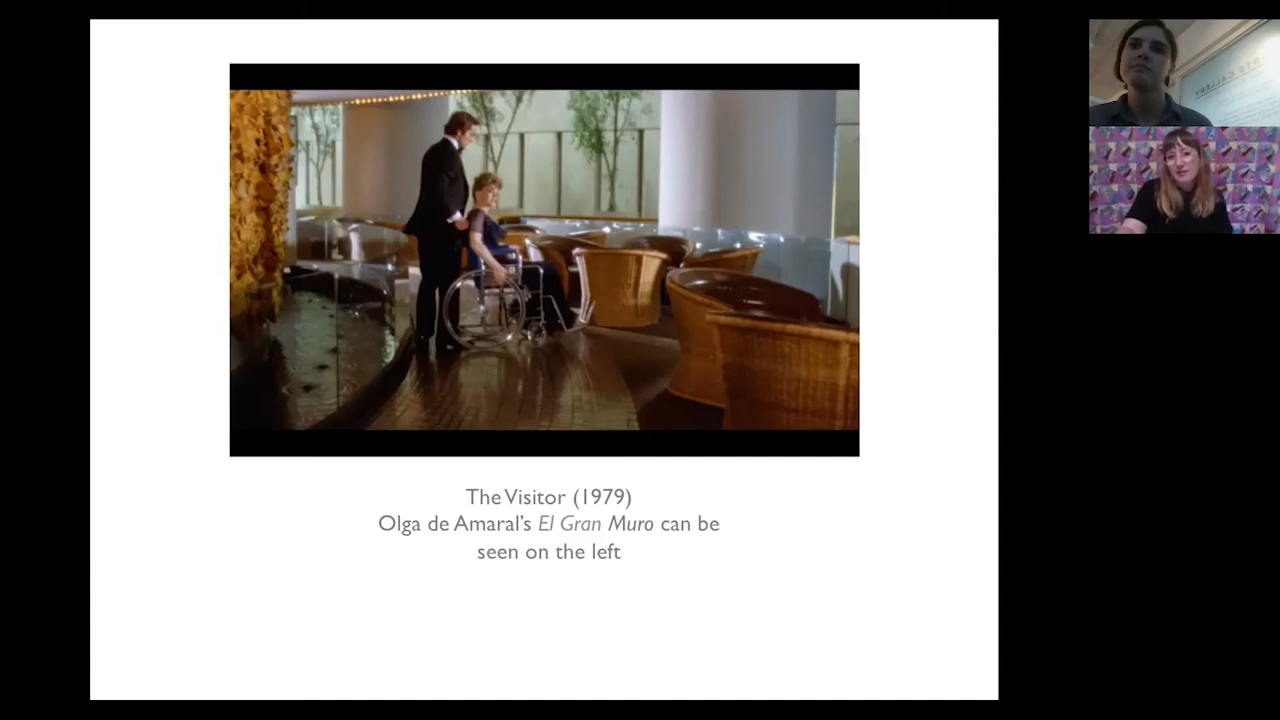 The Visitor (1979)
Olga de Amaral's El Gran Muro can be
seen on the left